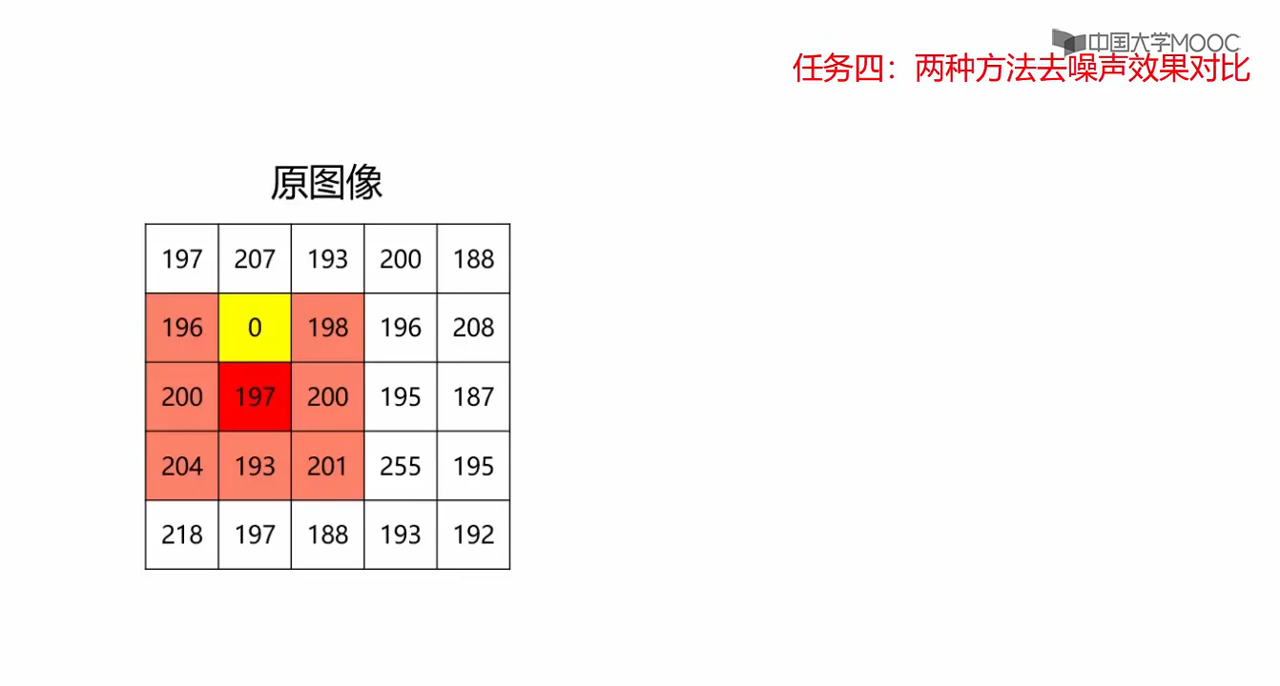 中国大学MOOC
任务四：两种方法去噪声效果对比
原图像
197 207 193 200 188
196 0 198 196 208
200 197 200 195 187
204 193 201 255 195
218 197 188 193 192